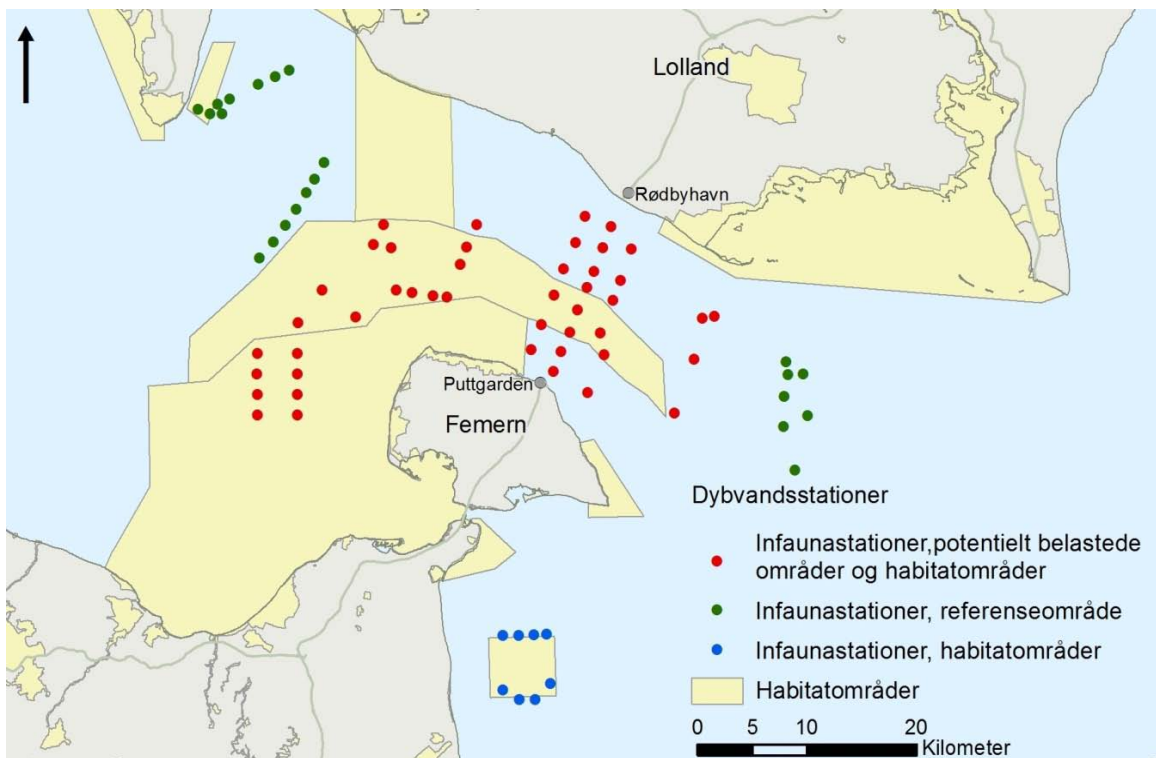 Lolland
Rødbyhavn
Puttgarden
Femern
Dybvandsstationer
Infaunastationer,potentielt belastede
områder og habitatområder
Infaunastationer, referenseområde
Infaunastationer, habitatområder
Habitatområder
0 5 10 20
Kilometer